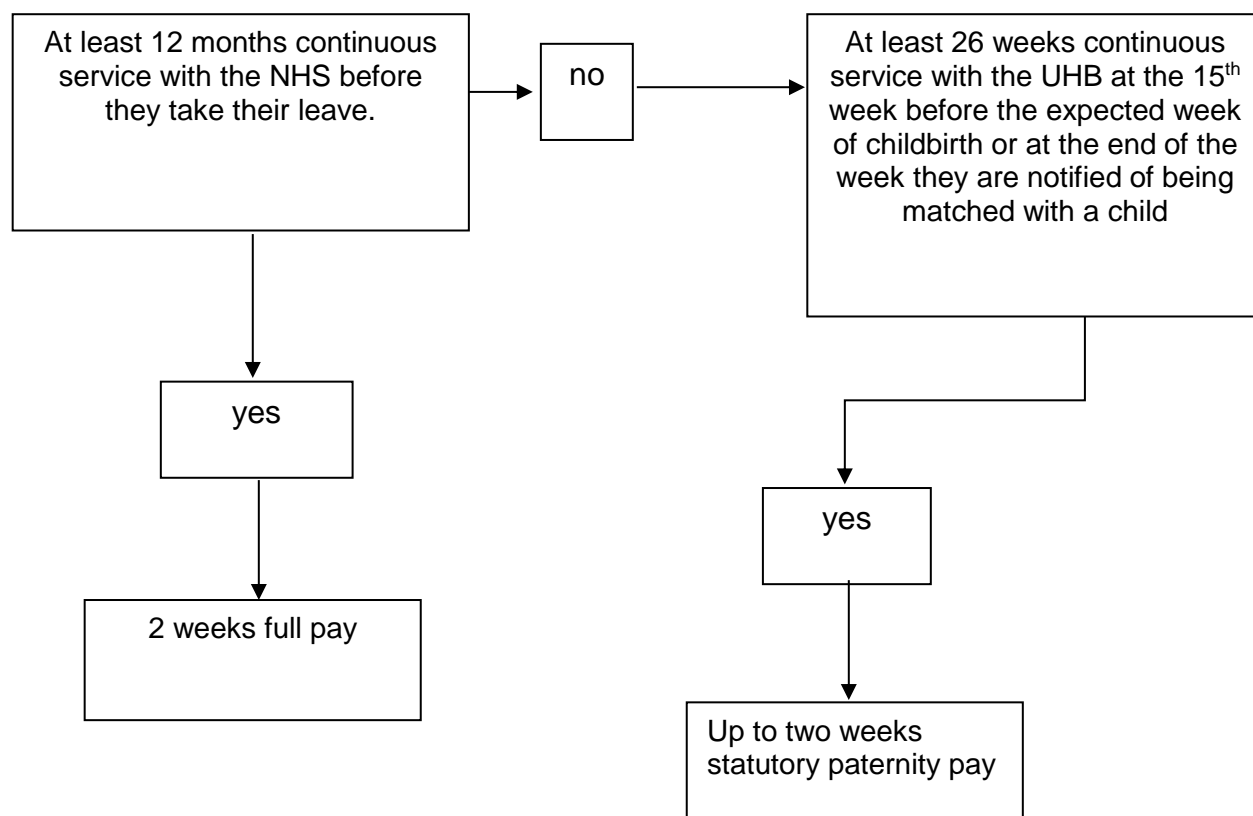 At least 12 months continuous
service with the NHS before
they take their leave.
no
At least 26 weeks continuous
service with the UHB at the 15th
week before the expected week
of childbirth or at the end of the
week they are notified of being
matched with a child
yes
yes
2 weeks full pay
Up to two weeks
statutory paternity pay